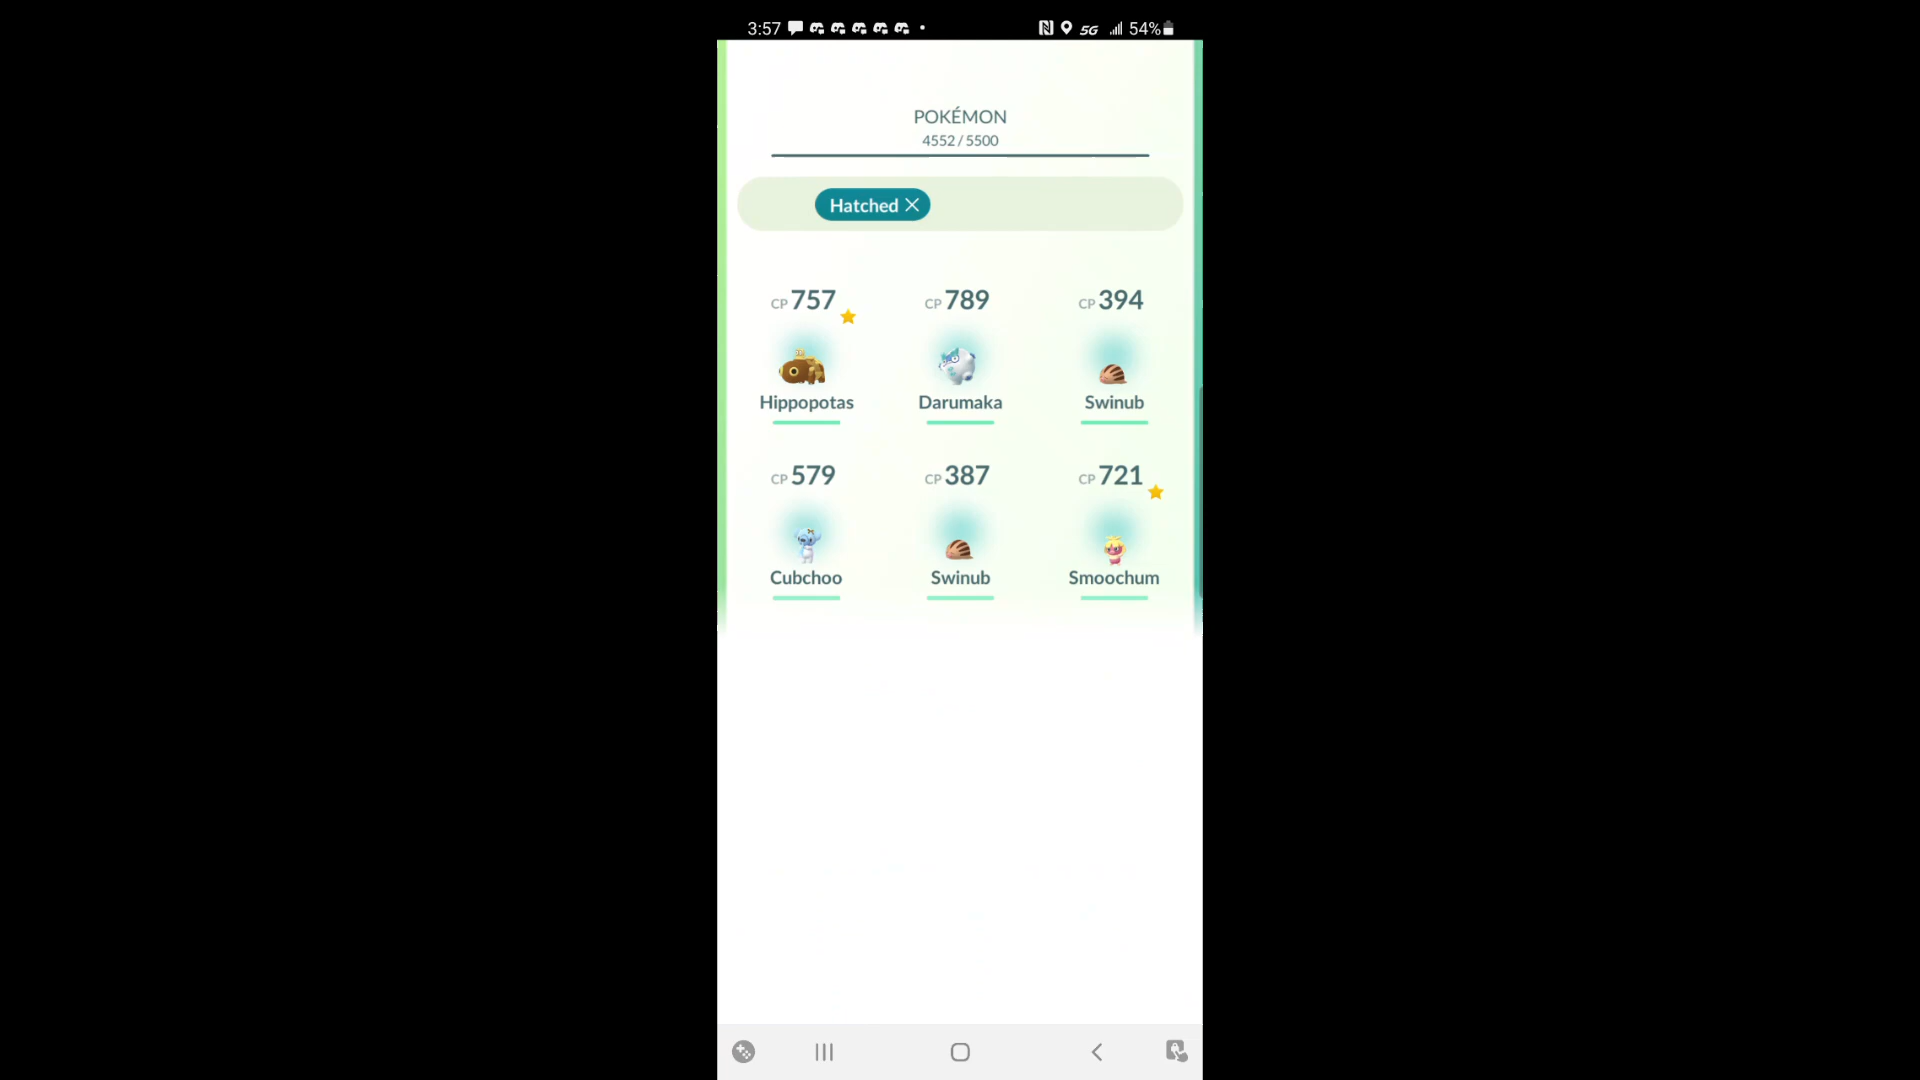 3:57 5G 54%
POKÉMON
4552 / 5500
Hatched
CP 757 CP 789 CP 394
Hippopotas Darumaka Swinub
CP 579 CP 387 CP 721
Cubchoo Swinub Smoochum